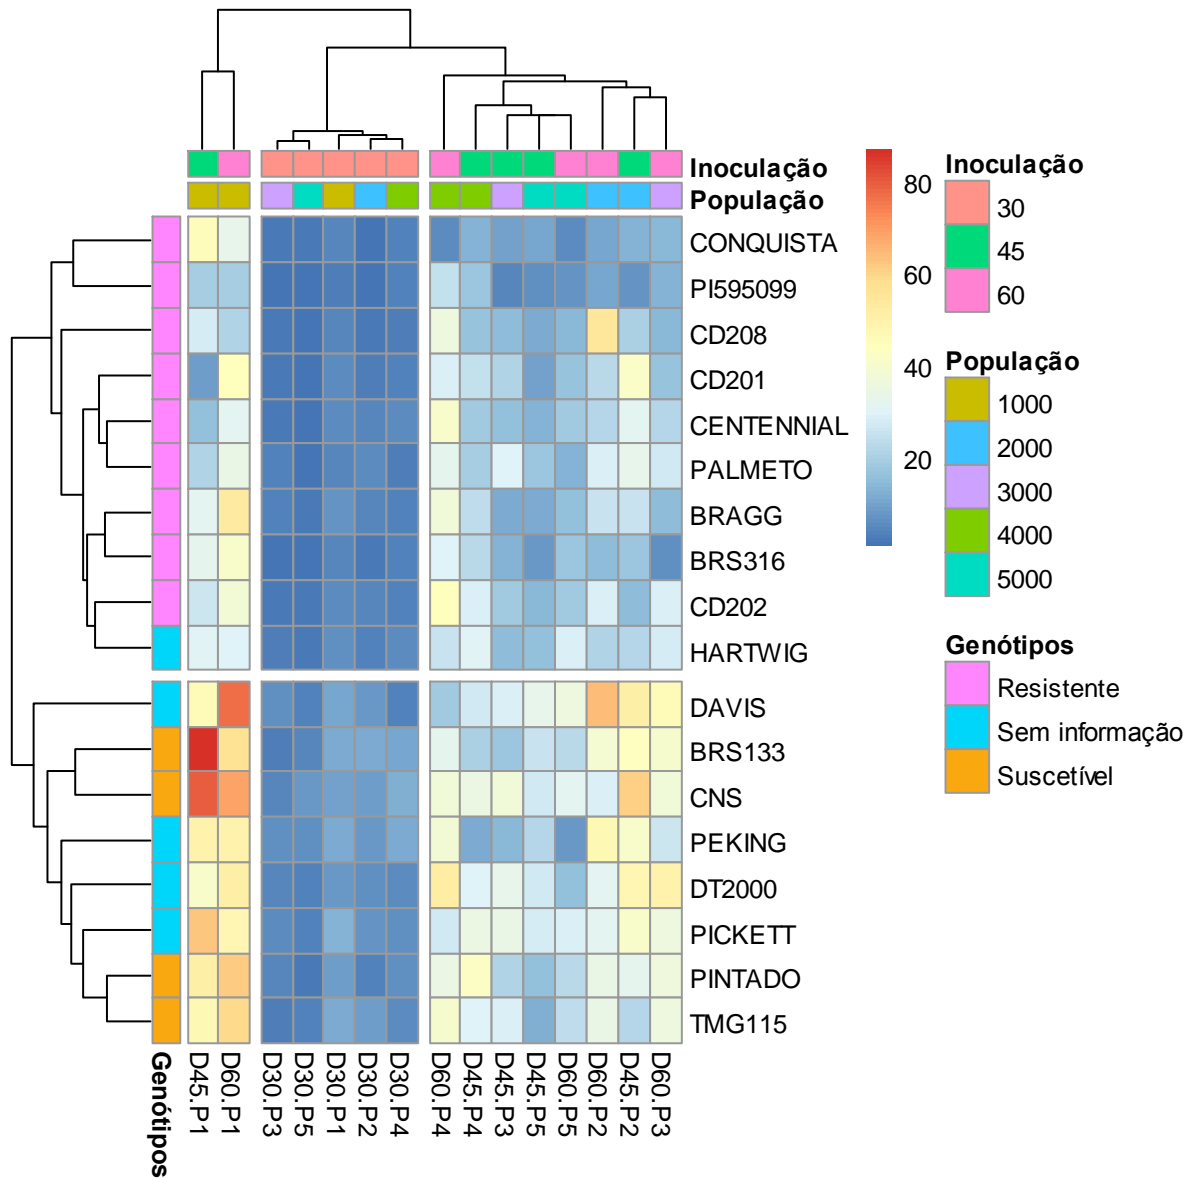 Inoculação
População
CONQUISTA
PI595099
CD208
CD201
CENTENNIAL
PALMETO
BRAGG
BRS316
CD202
HARTWIG
DAVIS
BRS133
CNS
PEKING
DT2000
PICKETT
PINTADO
TMG115
Genótipos
D45.P1
D60.P1
D30.P3
D30.P5
D30.P1
D30.P2
D30.P4
D60.P4
D45.P4
D45.P3
D45.P5
D60.P5
D60.P2
D45.P2
D60.P3
80
60
40
20
Inoculação
30
45
60
População
1000
2000
3000
4000
5000
Genótipos
Resistente
Sem informação
Suscetível